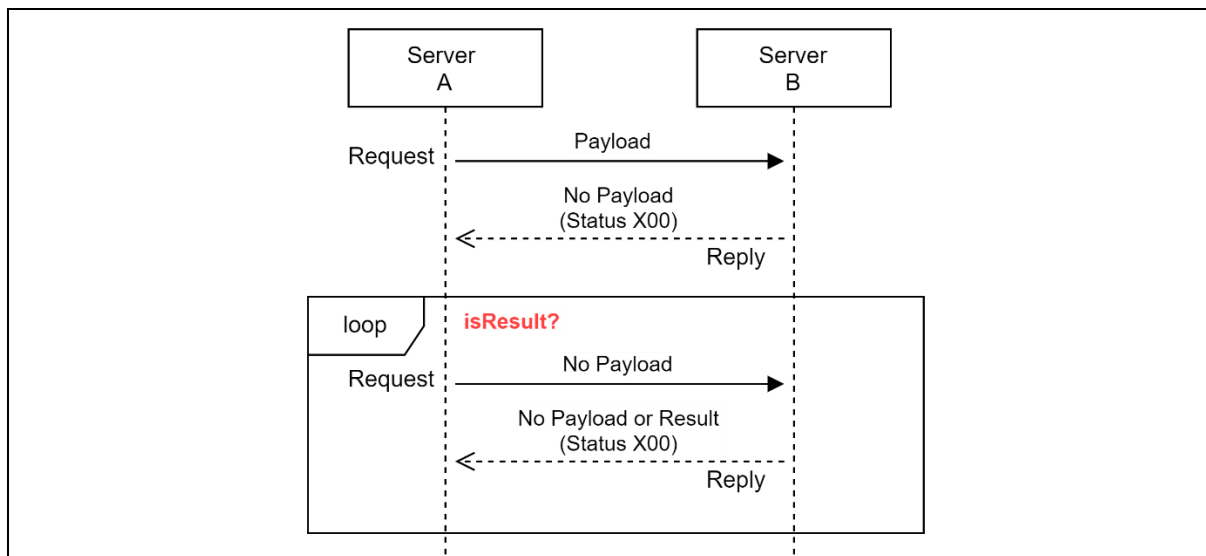 Server
A
Server
B
Request
Payload
No Payload
(Status X00)
Reply
loop
isResult?
Request
No Payload
No Payload or Result
(Status X00)
Reply